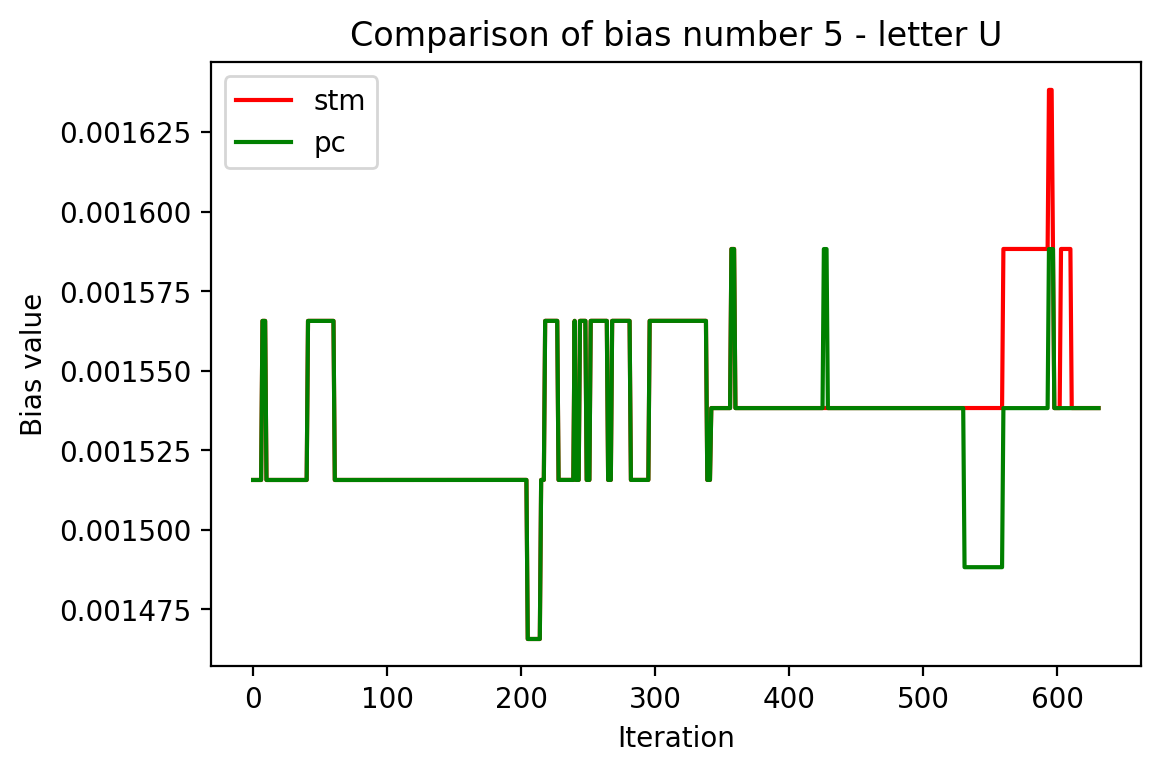 Comparison of bias number 5 - letter U
stm
pc
0.001625
0.001600
0.001575
0.001550
0.001525
0.001500
0.001475
Bias value
0 100 200 300 400 500 600
Iteration